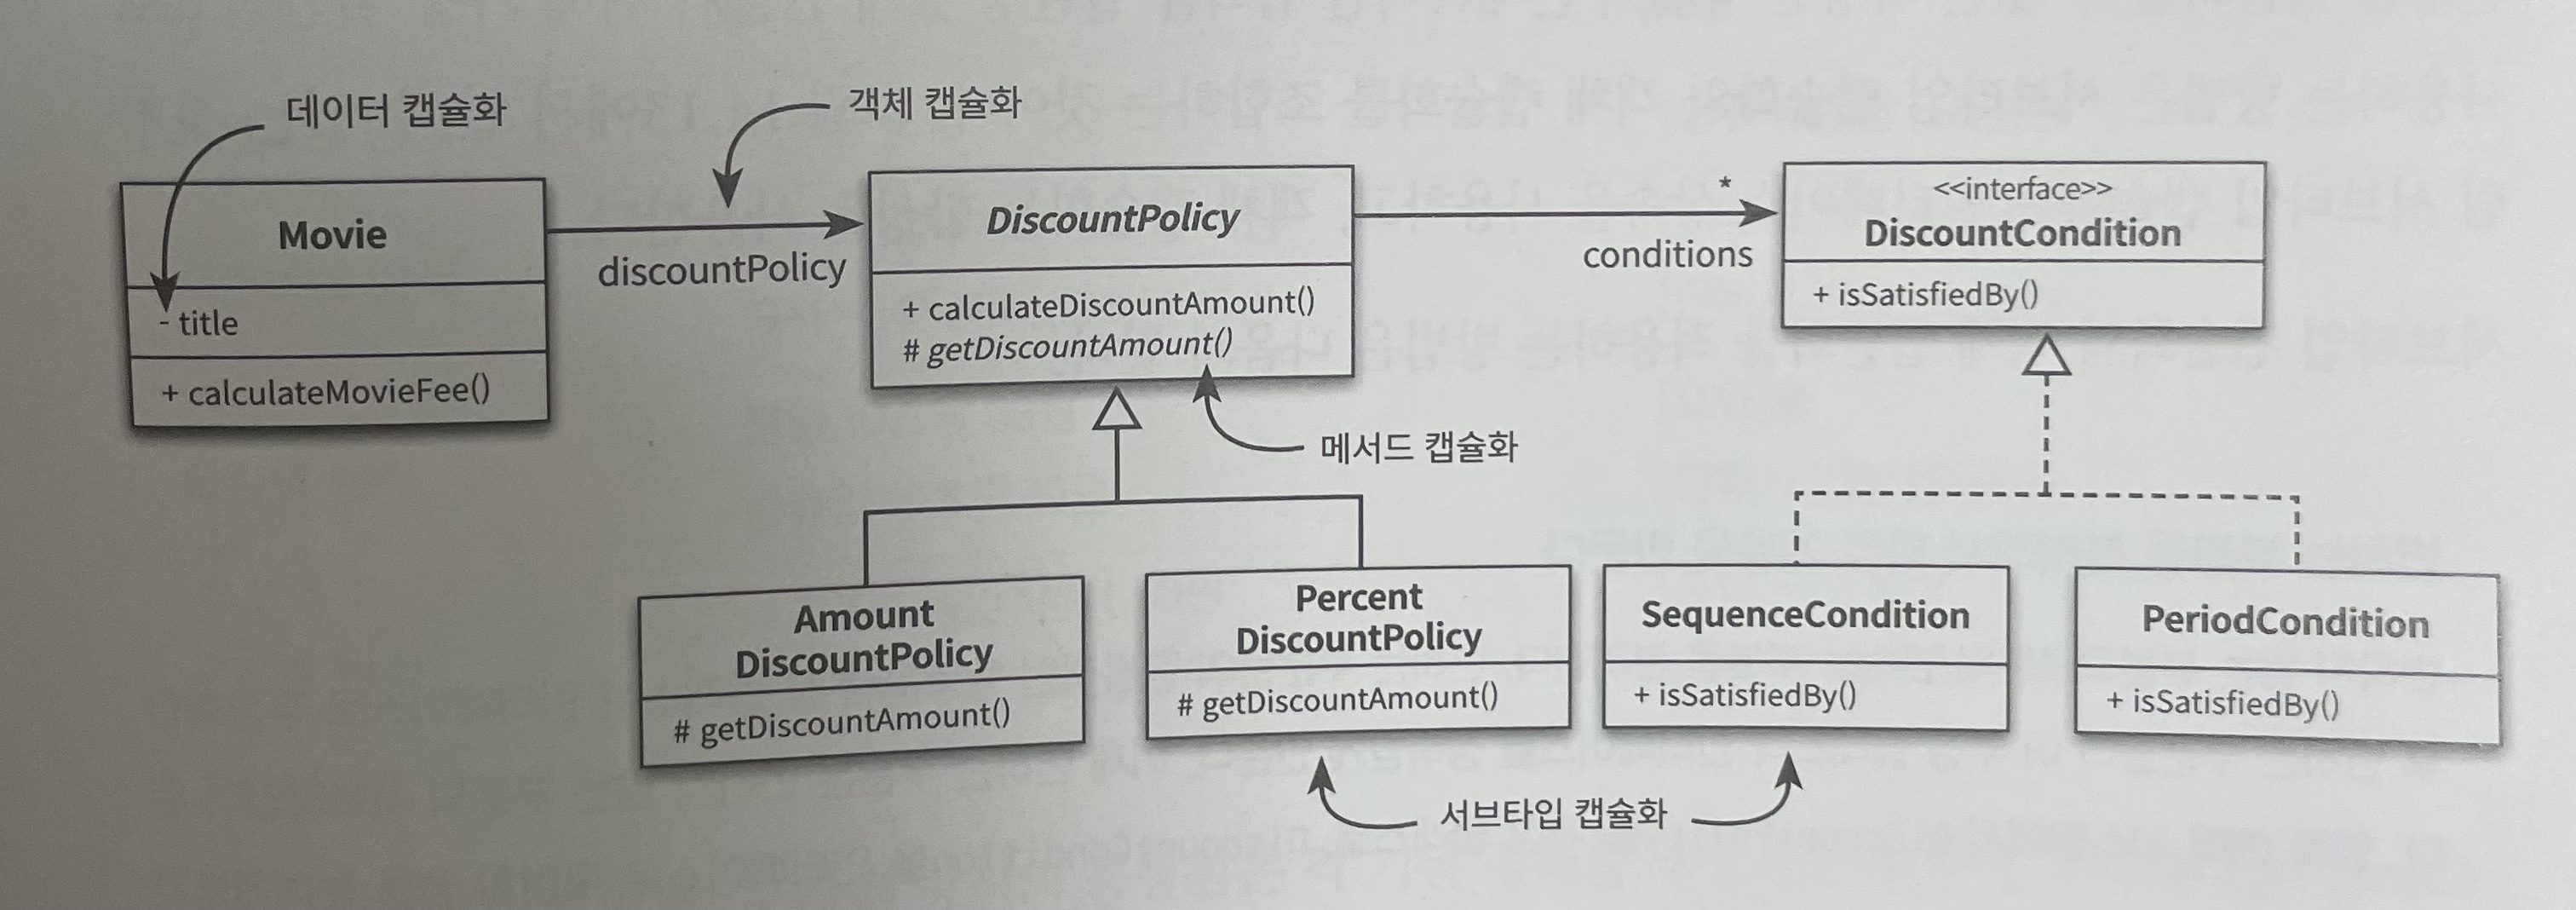 데이터 캡슐화
객체 캡슐화
Movie
- title
+ calculateMovieFee()
discountPolicy
DiscountPolicy
+ calculateDiscountAmount()
# getDiscountAmount()
메서드 캡슐화
*
conditions
<<interface>>
DiscountCondition
+ isSatisfiedBy()
Amount
DiscountPolicy
# getDiscountAmount()
Percent
DiscountPolicy
# getDiscountAmount()
SequenceCondition
+ isSatisfiedBy()
PeriodCondition
+ isSatisfiedBy()
서브타입 캡슐화